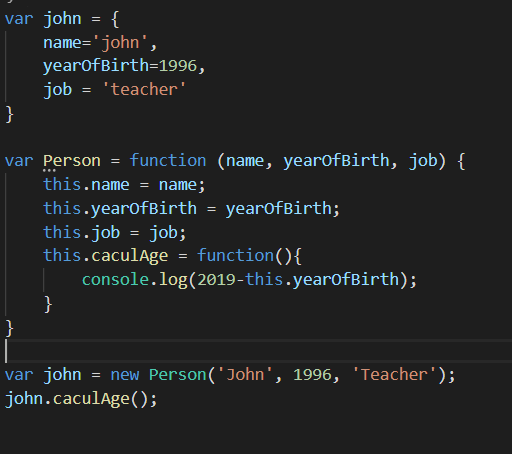 var john = {
    name='john',
    yearOfBirth=1996,
    job = 'teacher'
}
var Person = function (name, yearOfBirth, job) {
    this.name = name;
    this.yearOfBirth = yearOfBirth;
    this.job = job;
    this.caculAge = function(){
        console.log(2019-this.yearOfBirth);
    }
}
var john = new Person('John', 1996, 'Teacher');
john.caculAge();